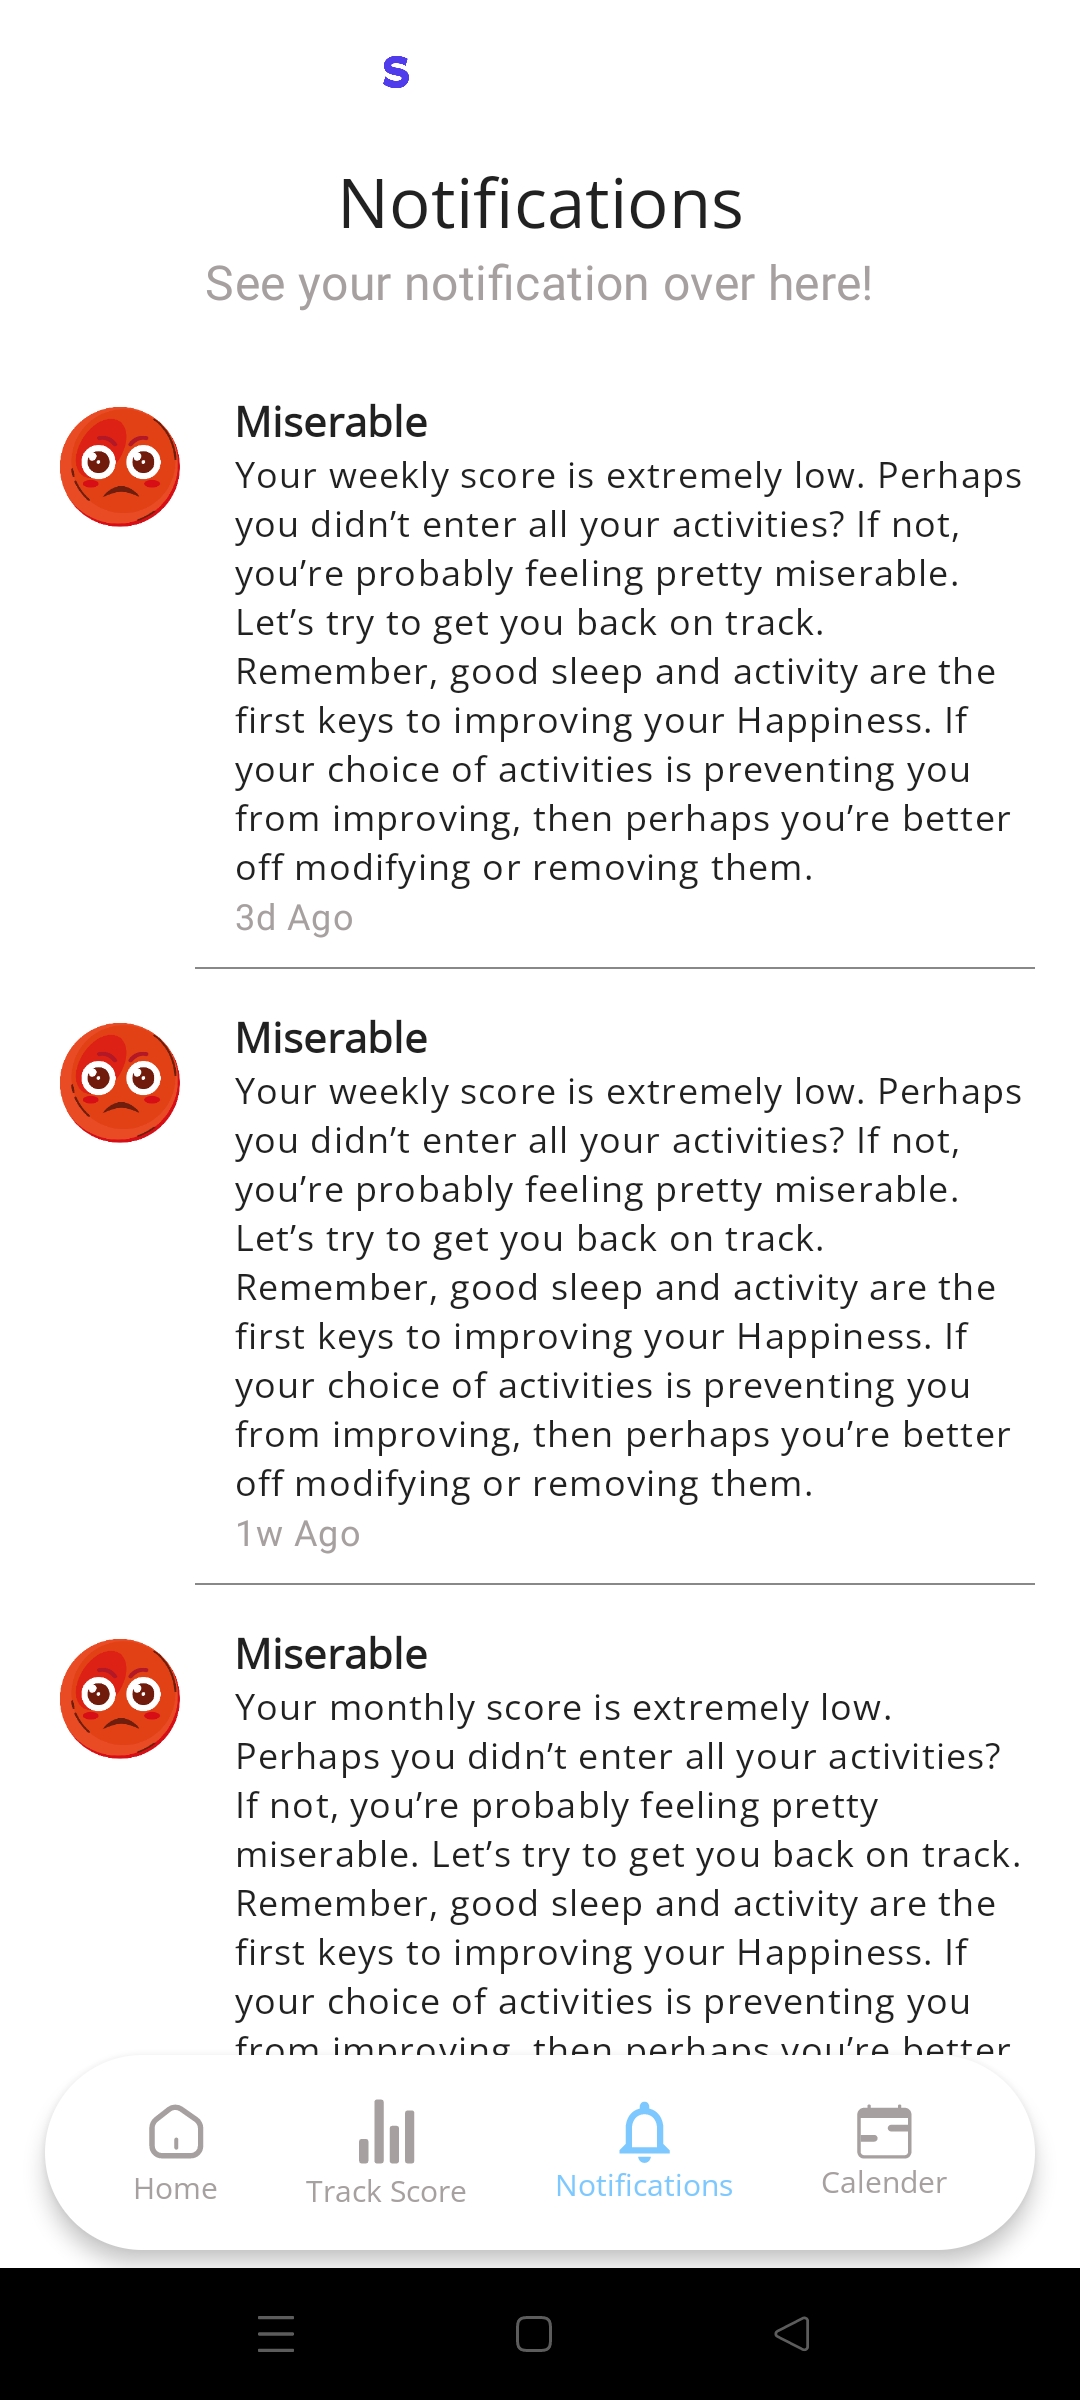 S
Notifications
See your notification over here!
Miserable
Your weekly score is extremely low. Perhaps
you didn’t enter all your activities? If not,
you’re probably feeling pretty miserable.
Let’s try to get you back on track.
Remember, good sleep and activity are the
first keys to improving your Happiness. If
your choice of activities is preventing you
from improving, then perhaps you’re better
off modifying or removing them.
3d Ago
Miserable
Your weekly score is extremely low. Perhaps
you didn’t enter all your activities? If not,
you’re probably feeling pretty miserable.
Let’s try to get you back on track.
Remember, good sleep and activity are the
first keys to improving your Happiness. If
your choice of activities is preventing you
from improving, then perhaps you’re better
off modifying or removing them.
1w Ago
Miserable
Your monthly score is extremely low.
Perhaps you didn’t enter all your activities?
If not, you’re probably feeling pretty
miserable. Let’s try to get you back on track.
Remember, good sleep and activity are the
first keys to improving your Happiness. If
your choice of activities is preventing you
from improving, then perhaps you’re better
Home
Track Score
Notifications
Calender